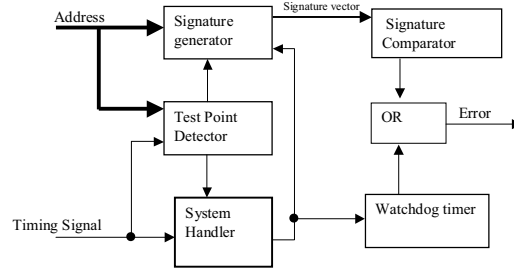 Address
Signature
generator
Signature vector
Signature
Comparator
Test Point
Detector
OR
Error
System
Handler
Timing Signal
Watchdog timer